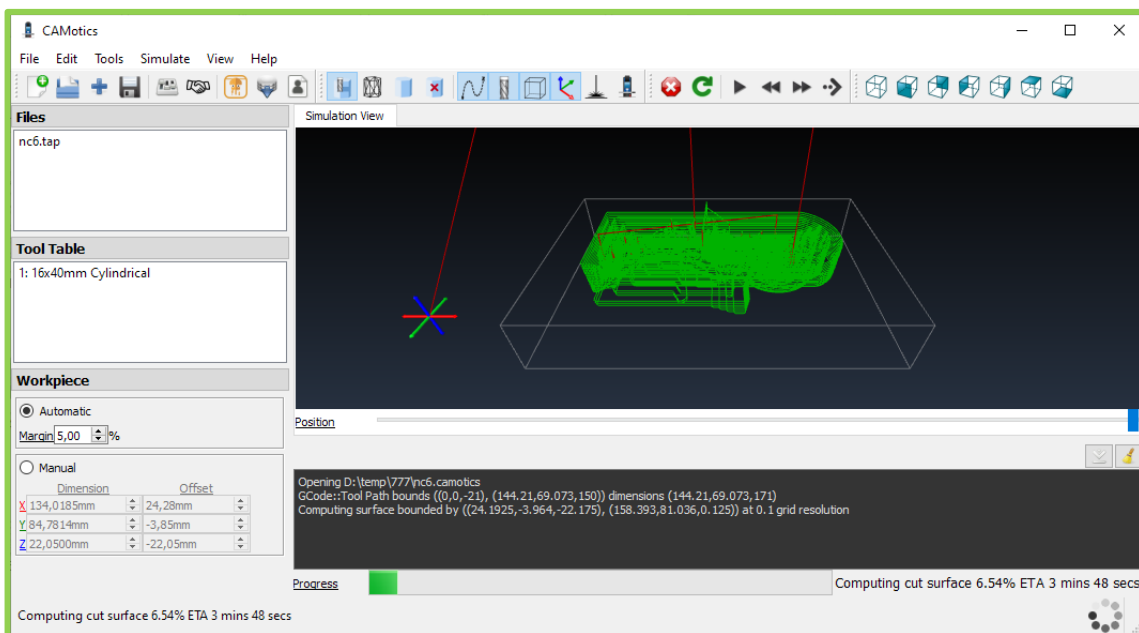 CAMotics
File Edit Tools Simulate View Help
Files
Simulation View
nc6.tap
Tool Table
1: 16x40mm Cylindrical
Workpiece
Automatic
Margin 5,00 %
Position
Manual
Dimension Offset
X 134,0185mm 24,28mm
Y 84,7814mm -3,85mm
Z 22,0500mm -22,05mm
Opening D:\temp\777\nc6.camotics
GCode::Tool Path bounds ((0,0,-21), (144.21,69.073,150)) dimensions (144.21,69.073,171)
Computing surface bounded by ((24.1925,-3.964,-22.175), (158.393,81.036,0.125)) at 0.1 grid resolution
Progress
Computing cut surface 6.54% ETA 3 mins 48 secs
Computing cut surface 6.54% ETA 3 mins 48 secs